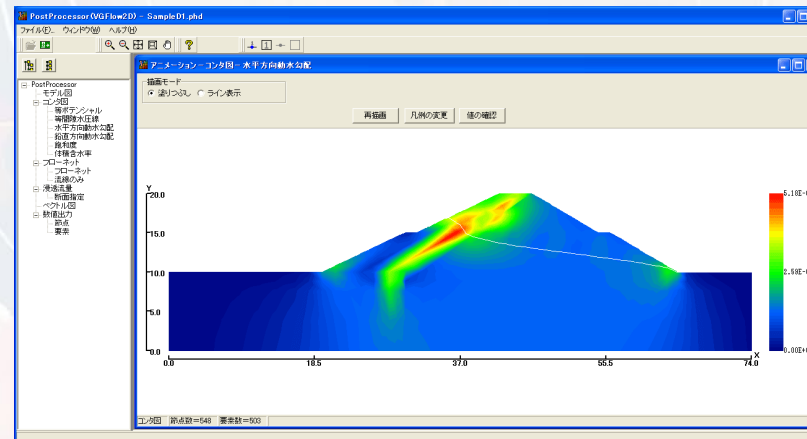 PostProcessor(VGFlow2D) - SampleD1.phd
ファイル(F) ウィンドウ(W) ヘルプ(H)
アニメーション - コンタ図 - 水平方向動水勾配
描画モード
塗りつぶし ライン表示
再描画 凡例の変更 値の確認
PostProcessor
モデル図
コンタ図
等ポテンシャル
等間隙水圧線
水平方向動水勾配
鉛直方向動水勾配
飽和度
体積含水率
フローネット
フローネット
流線のみ
浸透流量
断面指定
ベクトル図
数値出力
節点
要素
Y
20.0
15.0
10.0
5.0
0.0
0.0 18.5 37.0 55.5 74.0
X
コンタ図 節点数=548 要素数=503